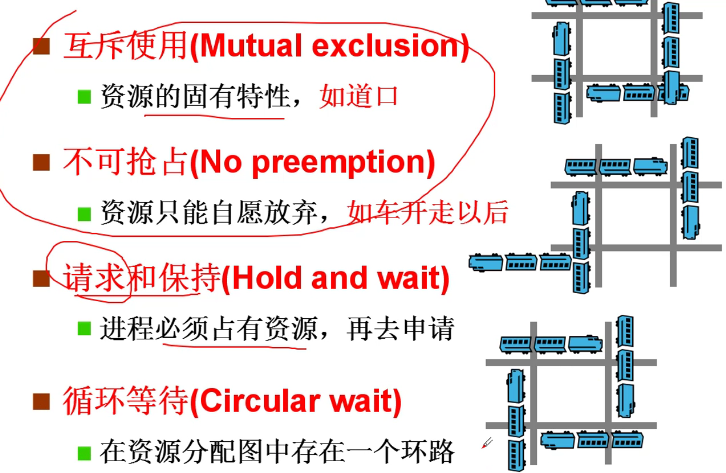 互斥使用(Mutual exclusion)
资源的固有特性，如道口
不可抢占(No preemption)
资源只能自愿放弃，如车开走以后
请求和保持(Hold and wait)
进程必须占有资源，再去申请
循环等待(Circular wait)
在资源分配图中存在一个环路